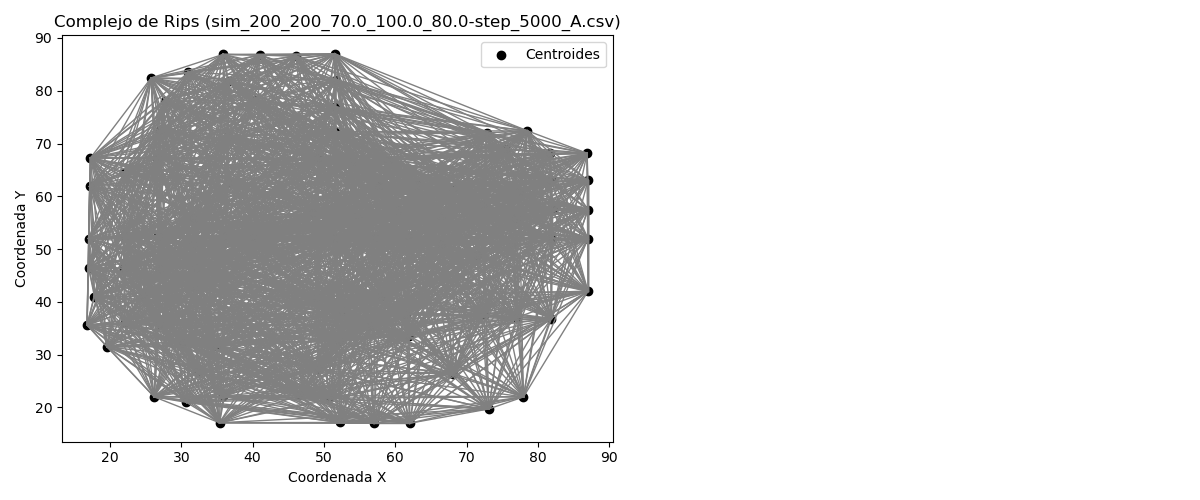 Complejo de Rips (sim_200_200_70.0_100.0_80.0-step_5000_A.csv)
90
80
70
60
50
40
30
20
Coordenada Y
Centroides
20 30 40 50 60 70 80 90
Coordenada X